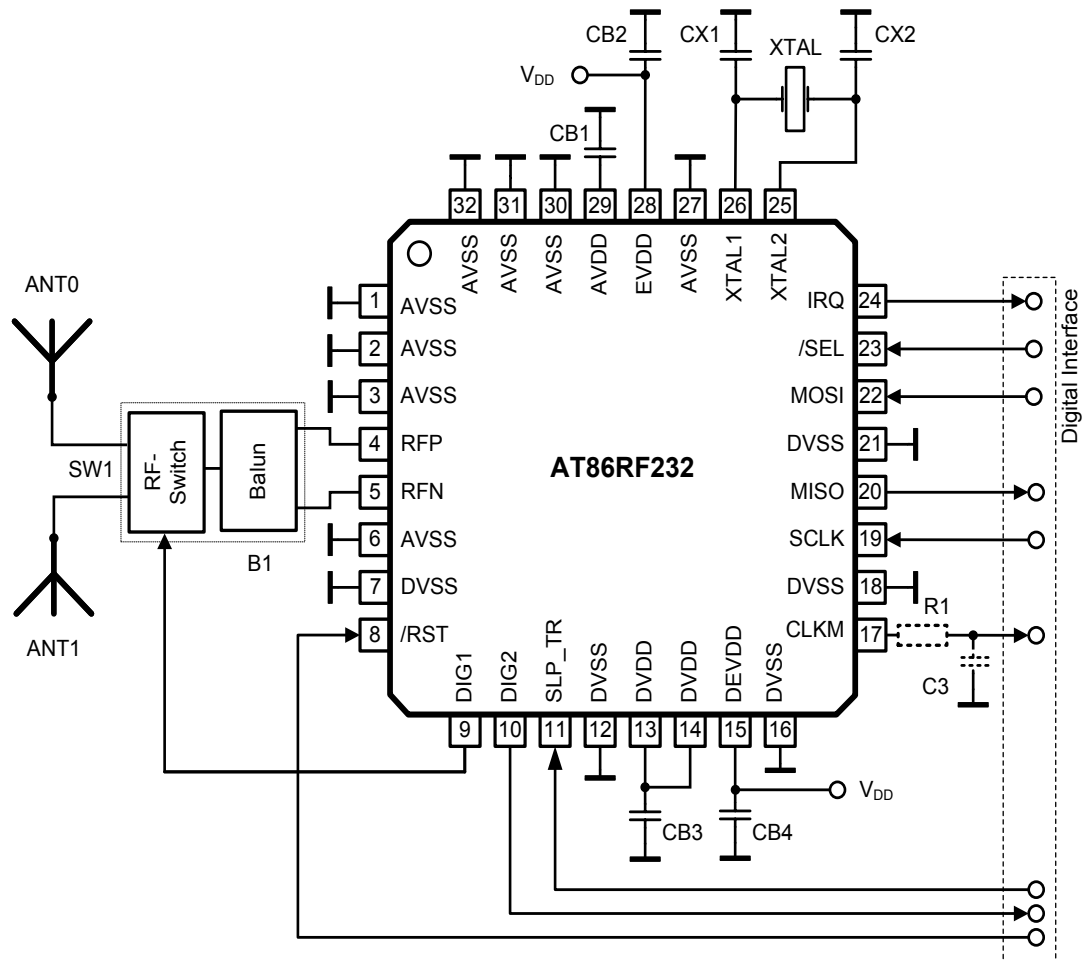 CB2
CX1
XTAL
CX2
VDD
CB1
32
31
30
29
28
27
26
25
AVSS
AVSS
AVSS
AVDD
EVDD
AVSS
XTAL1
XTAL2
ANT0
ANT1
SW1
RF-
Switch
Balun
B1
1 AVSS
2 AVSS
3 AVSS
4 RFP
5 RFN
6 AVSS
7 DVSS
8 /RST
AT86RF232
IRQ 24
/SEL 23
MOSI 22
DVSS 21
MISO 20
SCLK 19
DVSS 18
CLKM 17
R1
C3
Digital Interface
DIG1
DIG2
SLP_TR
DVSS
DVDD
DVDD
DEVDD
DVSS
9
10
11
12
13
14
15
16
VDD
CB3
CB4